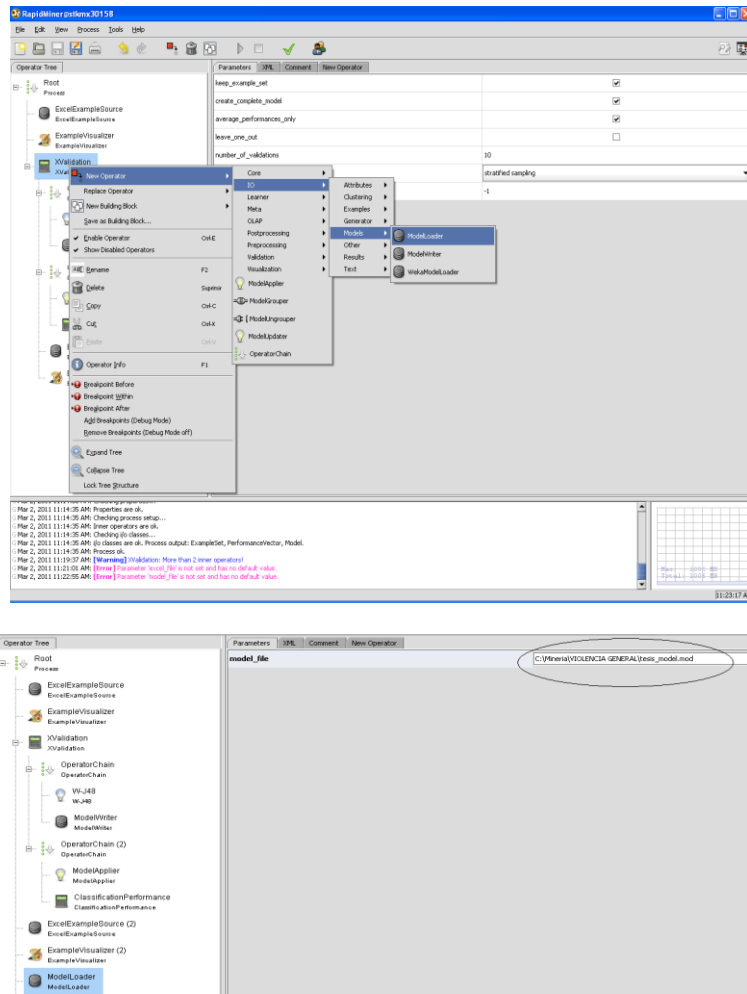 RapidMiner@stkmx30158
File Edit View Process Tools Help
Operator Tree
Parameters XML Comment New Operator
Root
Process
ExcelExampleSource
ExcelExampleSource
ExampleVisualizer
ExampleVisualizer
XValidation
keep_example_set
create_complete_model
average_performances_only
leave_one_out
number_of_validations 10
stratified sampling
-1
New Operator
Replace Operator
New Building Block
Save as Building Block...
Enable Operator Ctrl-E
Show Disabled Operators
Rename F2
Delete Suprimir
Copy Ctrl-C
Cut Ctrl-X
Paste Ctrl-V
Operator Info F1
Breakpoint Before
Breakpoint Within
Breakpoint After
Add Breakpoints (Debug Mode)
Remove Breakpoints (Debug Mode off)
Expand Tree
Collapse Tree
Lock Tree Structure
Core
IO
Learner
Meta
OLAP
Postprocessing
Preprocessing
Validation
Visualization
ModelApplier
ModelGrouper
ModelUngrouper
ModelUpdater
OperatorChain
Attributes
Clustering
Examples
Generator
Models
Other
Results
Text
ModelLoader
ModelWriter
WekaModelLoader
Mar 2, 2011 11:14:35 AM: Properties are ok.
Mar 2, 2011 11:14:35 AM: Checking process setup...
Mar 2, 2011 11:14:35 AM: Inner operators are ok.
Mar 2, 2011 11:14:35 AM: Checking i/o classes...
Mar 2, 2011 11:14:35 AM: i/o classes are ok. Process output: ExampleSet, PerformanceVector, Model.
Mar 2, 2011 11:14:35 AM: Process ok.
Mar 2, 2011 11:19:37 AM: [Warning] XValidation: More than 2 inner operators!
Mar 2, 2011 11:21:01 AM: [Error] Parameter 'excel_file' is not set and has no default value.
Mar 2, 2011 11:22:55 AM: [Error] Parameter 'model_file' is not set and has no default value.
11:23:17 A
Operator Tree
Parameters XML Comment New Operator
Root
Process
model_file C:\Mineria\VIOLENCIA GENERAL\tesis_model.mod
ExcelExampleSource
ExcelExampleSource
ExampleVisualizer
ExampleVisualizer
XValidation
XValidation
OperatorChain
OperatorChain
W-J48
W-J48
ModelWriter
ModelWriter
OperatorChain (2)
OperatorChain
ModelApplier
ModelApplier
ClassificationPerformance
ClassificationPerformance
ExcelExampleSource (2)
ExcelExampleSource
ExampleVisualizer (2)
ExampleVisualizer
ModelLoader
ModelLoader